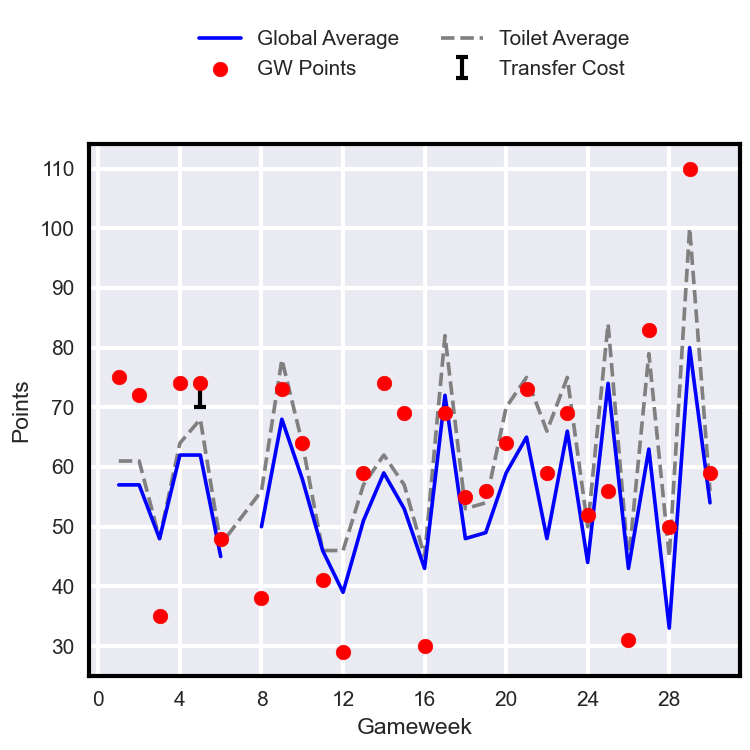 Global Average
Toilet Average
GW Points
Transfer Cost
110
100
90
80
70
60
50
40
30
Points
0 4 8 12 16 20 24 28
Gameweek